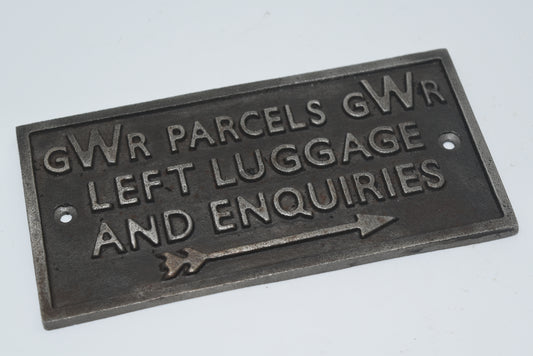 GWR PARCELS GWR
LEFT LUGGAGE
AND ENQUIRIES